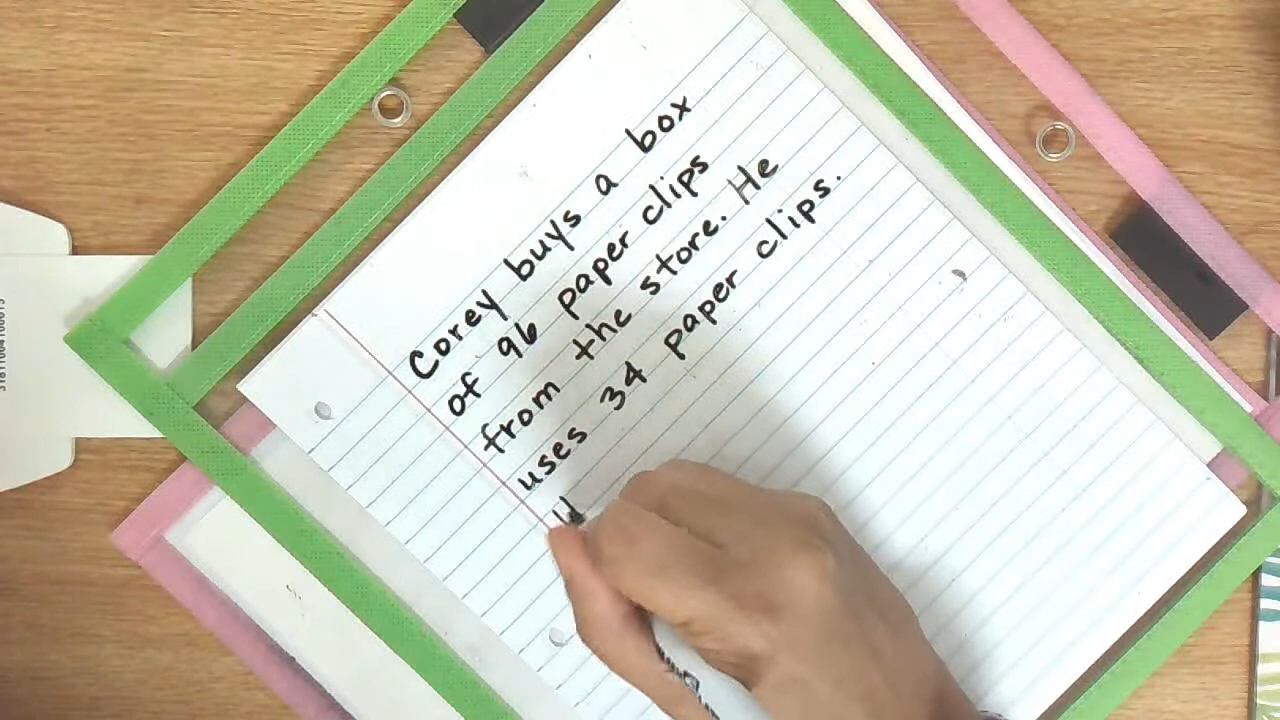 Corey buys a box
of 96 paper clips
from the store. He
uses 34 paper clips.
H